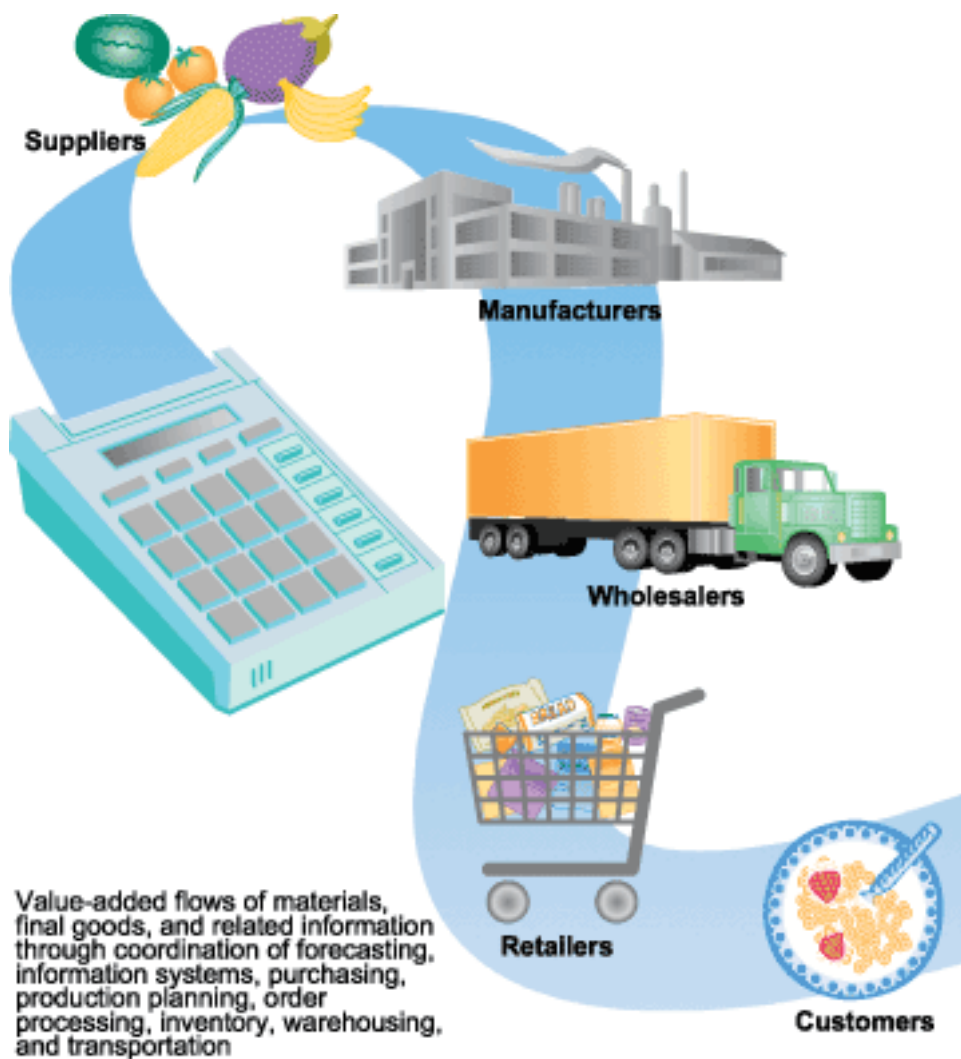 Suppliers
Manufacturers
Wholesalers
Retailers
Customers
Value-added flows of materials,
final goods, and related information
through coordination of forecasting,
information systems, purchasing,
production planning, order
processing, inventory, warehousing,
and transportation